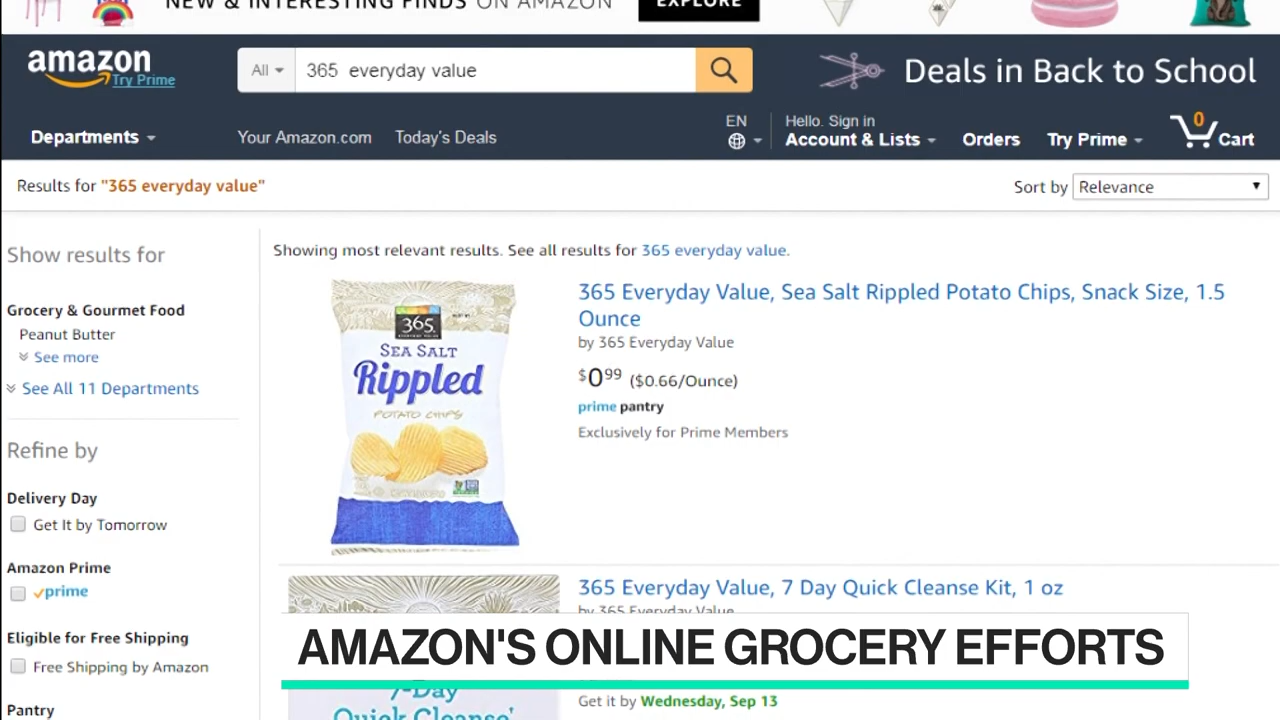 NEW & INTERESTING FINDS ON AMAZON EXPLORE
amazon
Try Prime
All
365 everyday value
Deals in Back to School
Departments
Your Amazon.com
Today's Deals
EN
Hello. Sign in
Account & Lists
Orders
Try Prime
0
Cart
Results for "365 everyday value"
Sort by Relevance
Show results for
Grocery & Gourmet Food
Peanut Butter
See more
See All 11 Departments
Refine by
Delivery Day
Get It by Tomorrow
Amazon Prime
prime
Eligible for Free Shipping
Free Shipping by Amazon
Pantry
Showing most relevant results. See all results for 365 everyday value.
365
EVERYDAY VALUE
SEA SALT
Rippled
POTATO CHIPS
365 Everyday Value, Sea Salt Rippled Potato Chips, Snack Size, 1.5
Ounce
by 365 Everyday Value
$0.99 ($0.66/Ounce)
prime pantry
Exclusively for Prime Members
365 Everyday Value, 7 Day Quick Cleanse Kit, 1 oz
by 365 Everyday Value
AMAZON'S ONLINE GROCERY EFFORTS
7-Day
Quick Cleanse
Get it by Wednesday, Sep 13